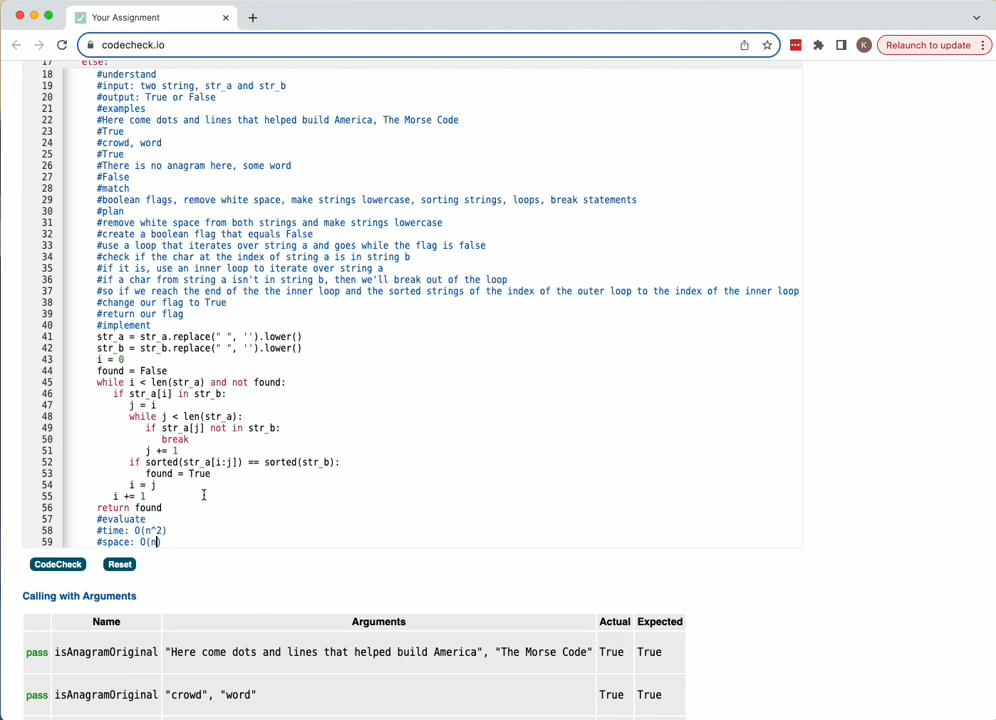 Your Assignment
codecheck.io
K
Relaunch to update
17 else:
18 #understand
19 #input: two string, str_a and str_b
20 #output: True or False
21 #examples
22 #Here come dots and lines that helped build America, The Morse Code
23 #True
24 #crowd, word
25 #True
26 #There is no anagram here, some word
27 #False
28 #match
29 #boolean flags, remove white space, make strings lowercase, sorting strings, loops, break statements
30 #plan
31 #remove white space from both strings and make strings lowercase
32 #create a boolean flag that equals False
33 #use a loop that iterates over string a and goes while the flag is false
34 #check if the char at the index of string a is in string b
35 #if it is, use an inner loop to iterate over string a
36 #if a char from string a isn't in string b, then we'll break out of the loop
37 #so if we reach the end of the the inner loop and the sorted strings of the index of the outer loop to the index of the inner loop
38 #change our flag to True
39 #return our flag
40 #implement
41 str_a = str_a.replace(" ", '').lower()
42 str_b = str_b.replace(" ", '').lower()
43 i = 0
44 found = False
45 while i < len(str_a) and not found:
46 if str_a[i] in str_b:
47 j = i
48 while j < len(str_a):
49 if str_a[j] not in str_b:
50 break
51 j += 1
52 if sorted(str_a[i:j]) == sorted(str_b):
53 found = True
54 i = j
55 i += 1
56 return found
57 #evaluate
58 #time: O(n^2)
59 #space: O(n)
CodeCheck Reset
Calling with Arguments
Name Arguments Actual Expected
pass isAnagramOriginal "Here come dots and lines that helped build America", "The Morse Code" True True
pass isAnagramOriginal "crowd", "word" True True